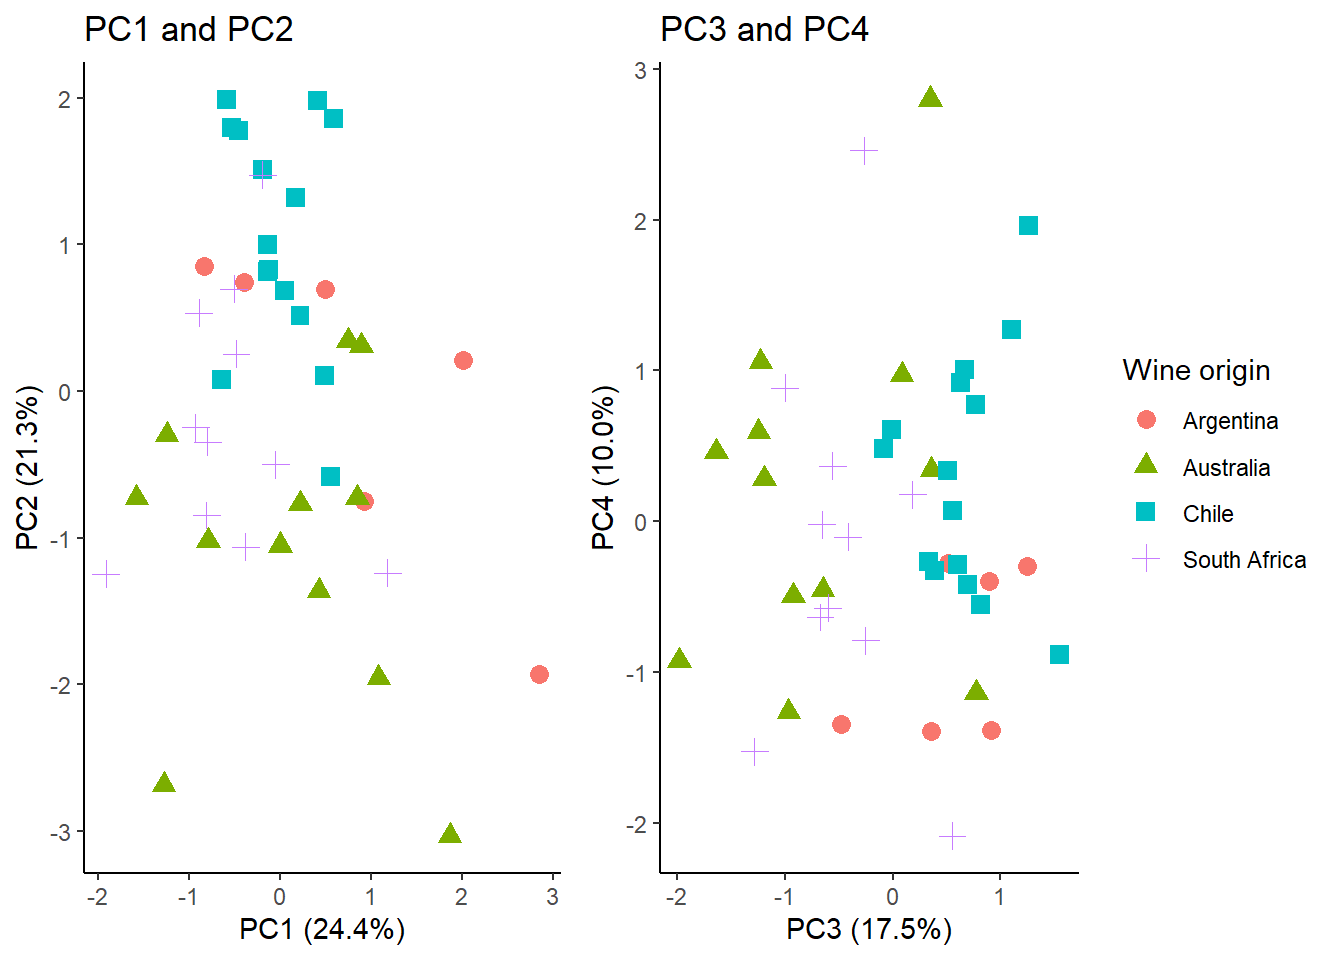 PC1 and PC2
2
1
0
-1
-2
-3
PC2 (21.3%)
-2
-1
0
1
2
3
PC1 (24.4%)
PC3 and PC4
3
2
1
0
-1
-2
PC4 (10.0%)
-2
-1
0
1
PC3 (17.5%)
Wine origin
Argentina
Australia
Chile
South Africa